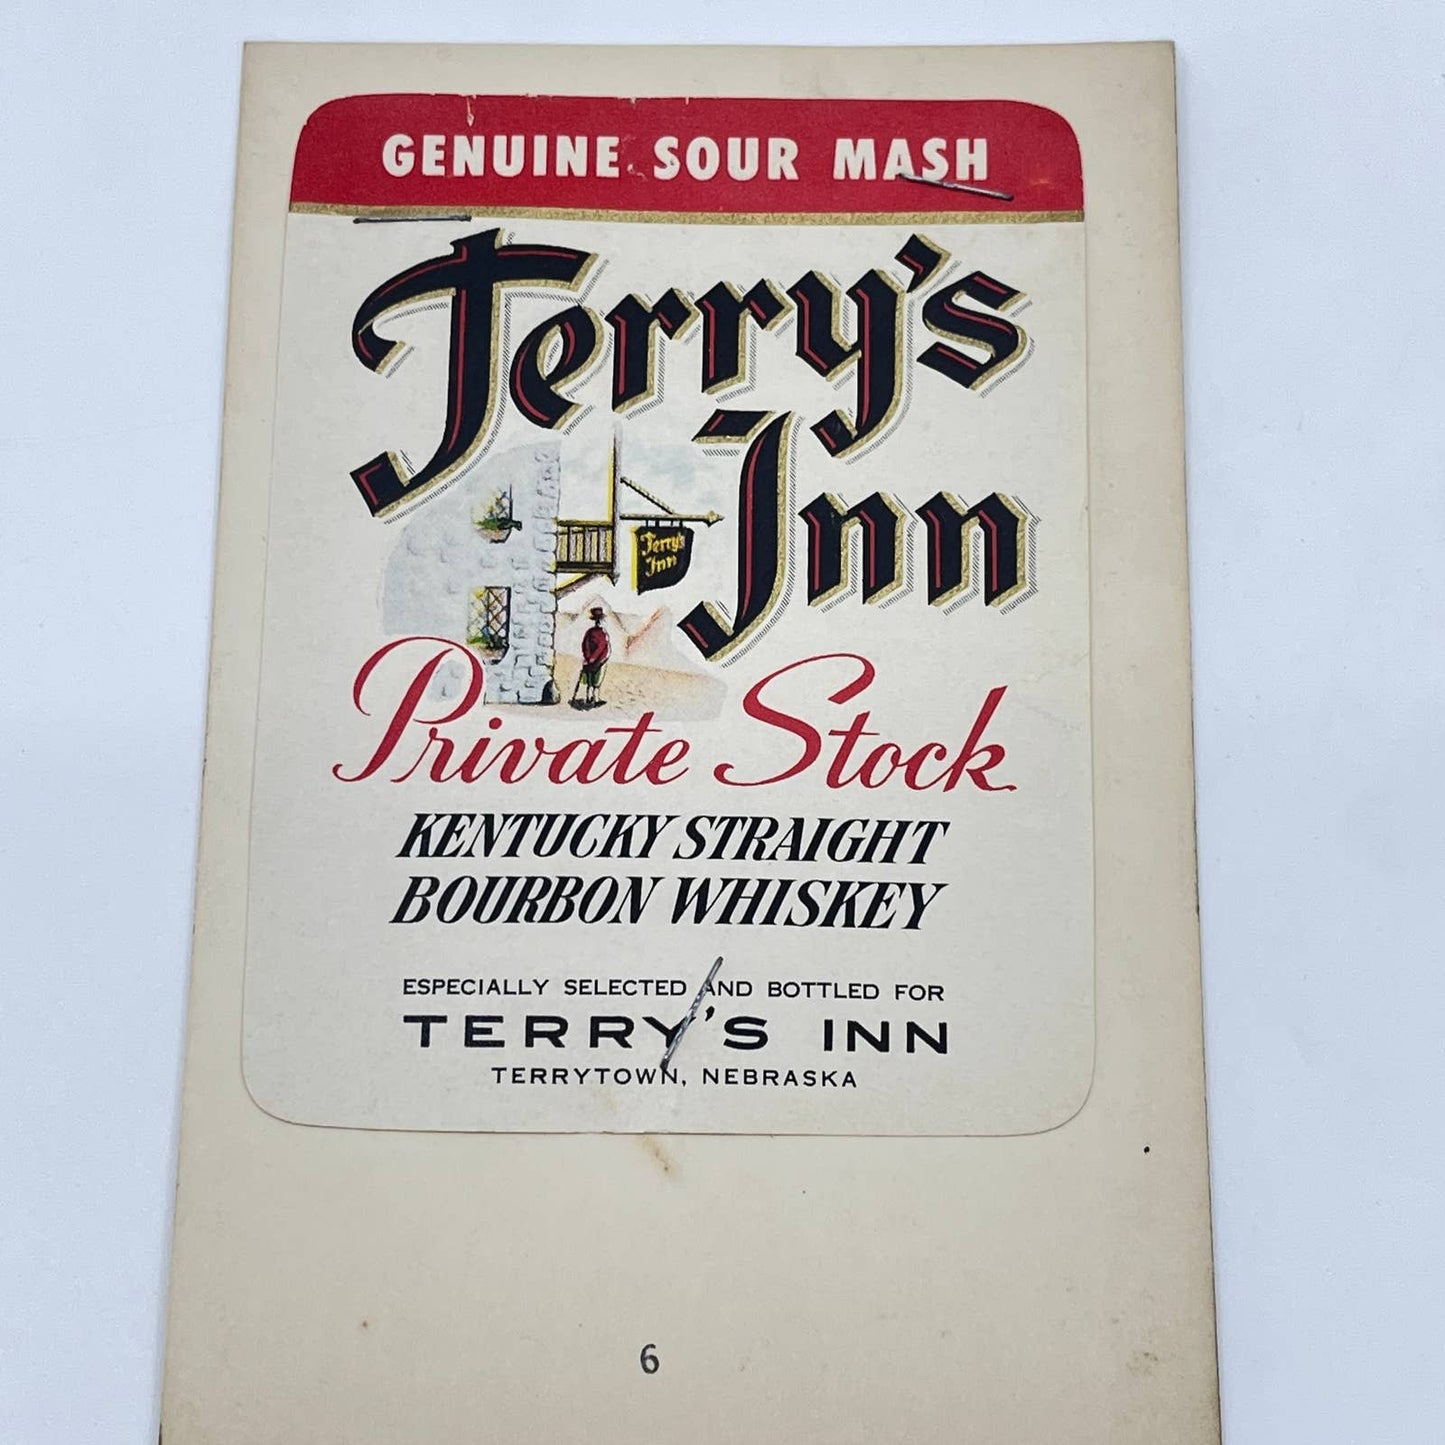 GENUINE SOUR MASH
Terry's
Inn
Terry's
Inn
Private Stock
KENTUCKY STRAIGHT
BOURBON WHISKEY
ESPECIALLY SELECTED AND BOTTLED FOR
TERRY'S INN
TERRYTOWN, NEBRASKA
6